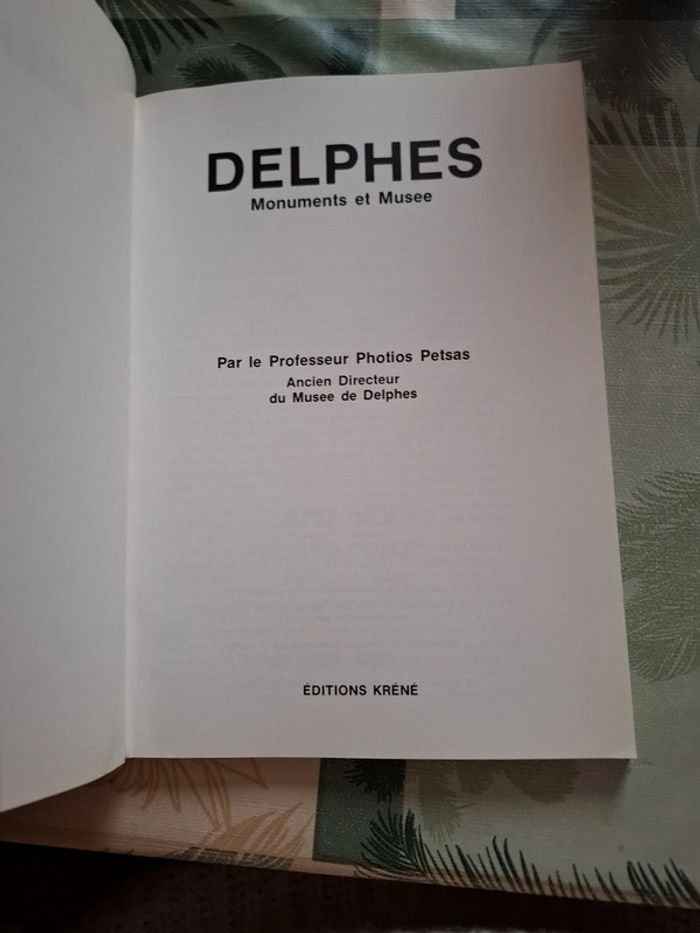 DELPHES
Monuments et Musee
Par le Professeur Photios Petsas
Ancien Directeur
du Musee de Delphes
ÉDITIONS KRÉNÉ